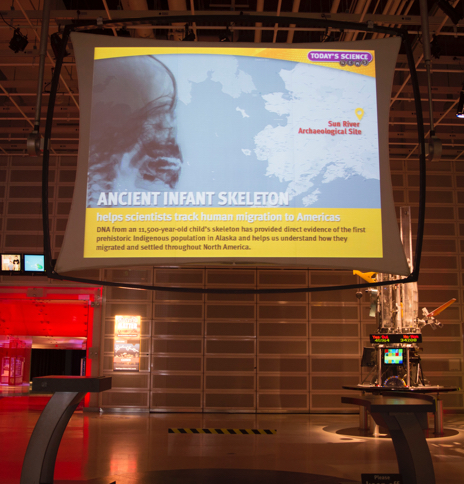 TODAY'S SCIENCE
Sun River
Archaeological Site
ANCIENT INFANT SKELETON
helps scientists track human migration to Americas
DNA from an 11,500-year-old child's skeleton has provided direct evidence of the first
prehistoric Indigenous population in Alaska and helps us understand how they
migrated and settled throughout North America.